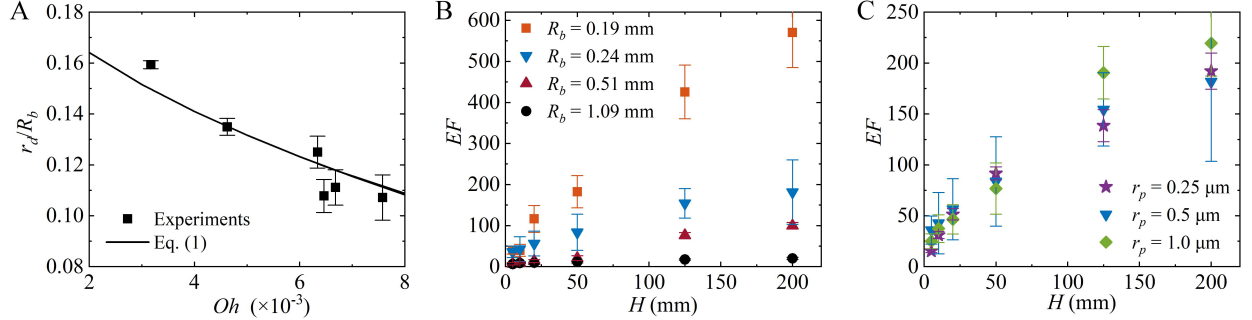 A
0.16
0.14
0.12
0.10
0.08
r_d/R_b
2
4
6
8
Oh (×10⁻³)
Experiments
Eq. (1)
B
600
500
400
300
200
100
0
EF
0
50
100
150
200
H (mm)
R_b = 0.19 mm
R_b = 0.24 mm
R_b = 0.51 mm
R_b = 1.09 mm
C
250
200
150
100
50
0
EF
0
50
100
150
200
H (mm)
r_p = 0.25 μm
r_p = 0.5 μm
r_p = 1.0 μm